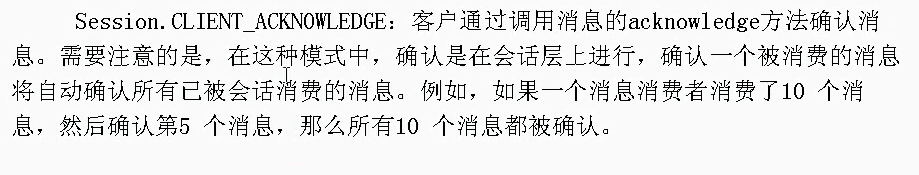 Session.CLIENT_ACKNOWLEDGE：客户通过调用消息的acknowledge方法确认消
息。需要注意的是，在这种模式中，确认是在会话层上进行，确认一个被消费的消息
将自动确认所有已被会话消费的消息。例如，如果一个消息消费者消费了10 个消
息，然后确认第5 个消息，那么所有10 个消息都被确认。